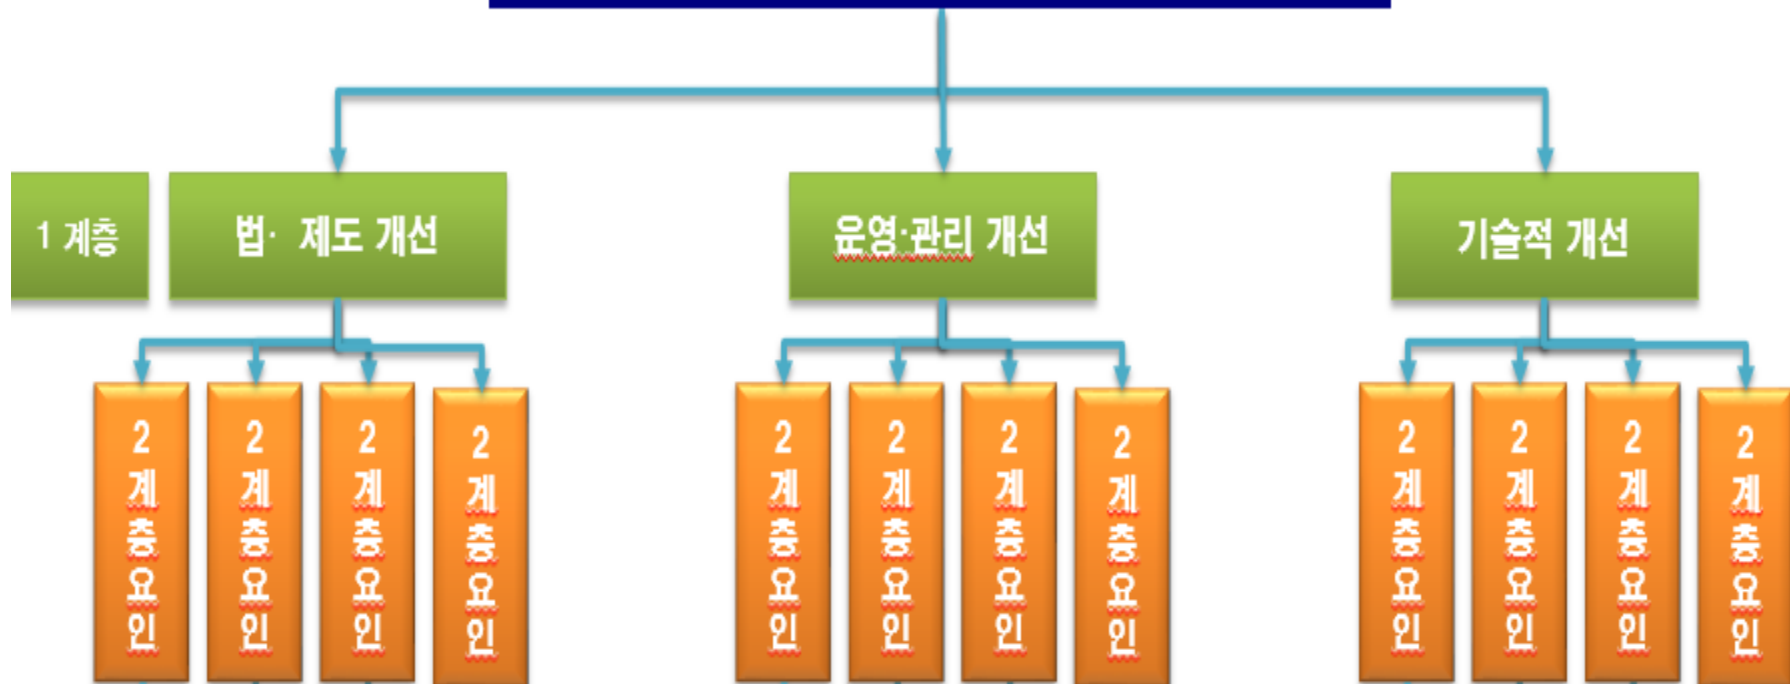 1 계층
법· 제도 개선
운영·관리 개선
기술적 개선
2
계
층
요
인
2
계
층
요
인
2
계
층
요
인
2
계
층
요
인
2
계
층
요
인
2
계
층
요
인
2
계
층
요
인
2
계
층
요
인
2
계
층
요
인
2
계
층
요
인
2
계
층
요
인
2
계
층
요
인